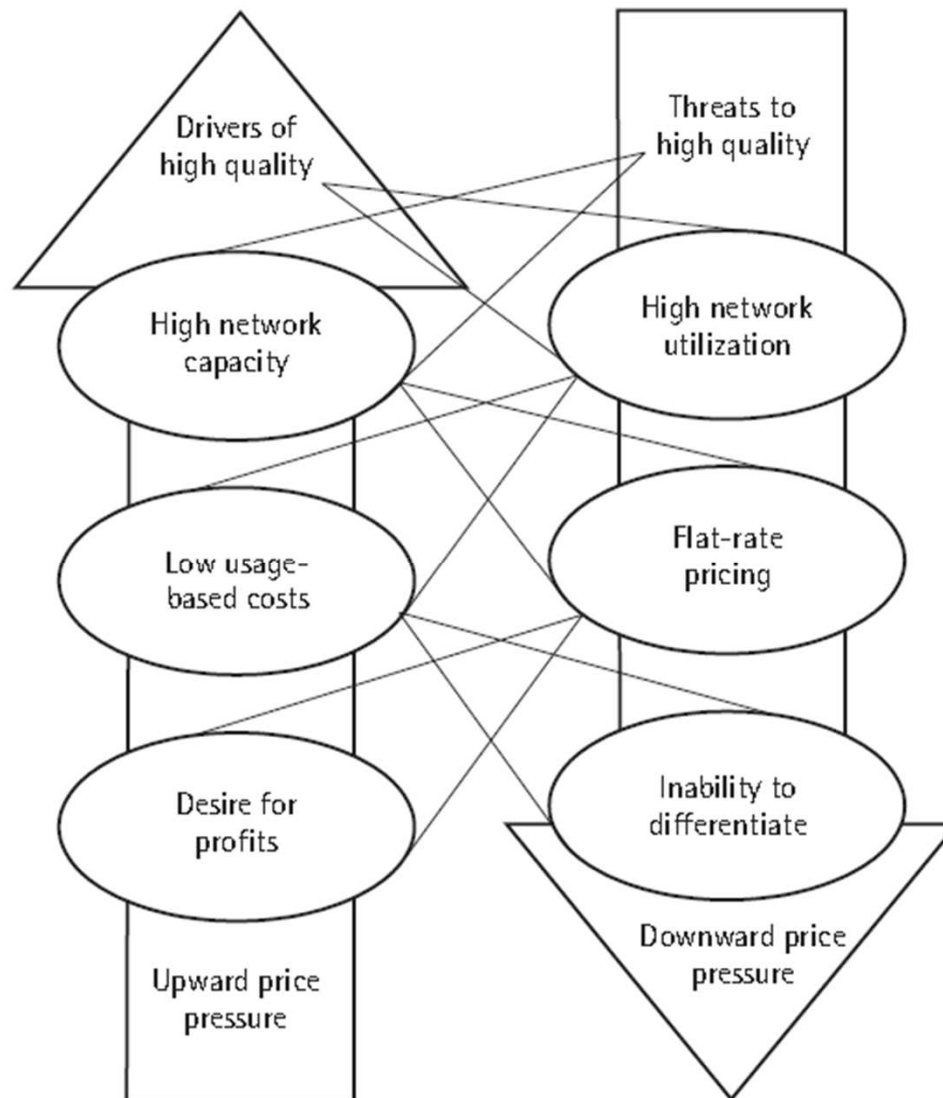 Drivers of
high quality
Threats to
high quality
High network
capacity
High network
utilization
Low usage-
based costs
Flat-rate
pricing
Desire for
profits
Inability to
differentiate
Upward price
pressure
Downward price
pressure